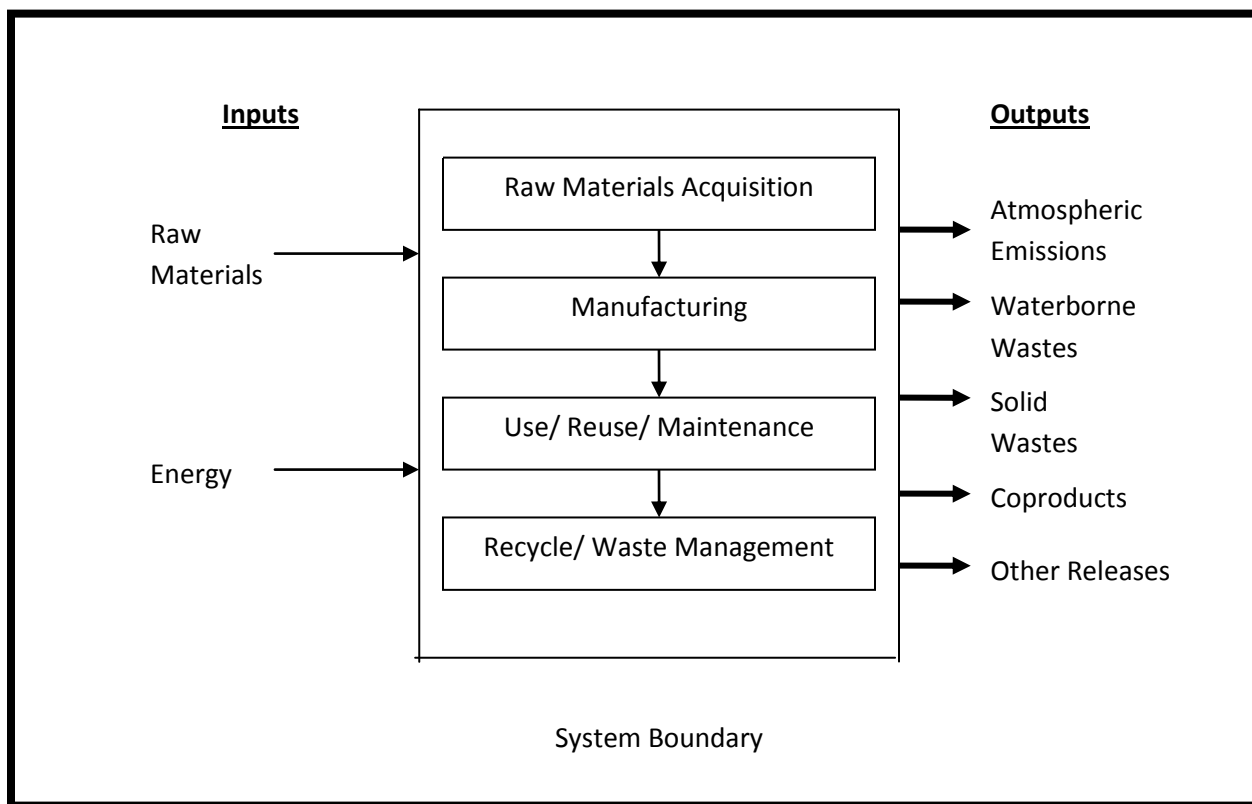 Inputs
Raw
Materials
Energy
Raw Materials Acquisition
Manufacturing
Use/ Reuse/ Maintenance
Recycle/ Waste Management
Outputs
Atmospheric
Emissions
Waterborne
Wastes
Solid
Wastes
Coproducts
Other Releases
System Boundary